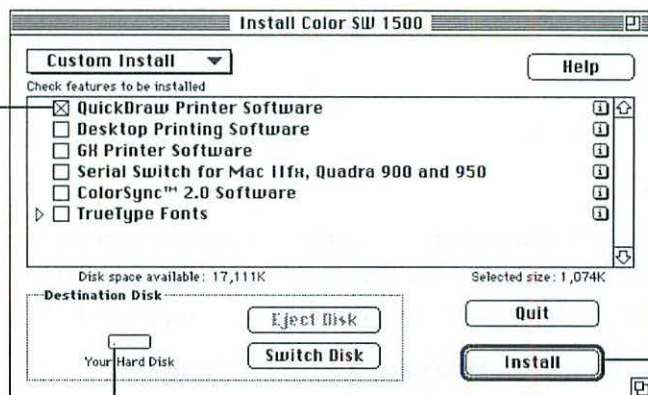 Install Color SW 1500
Custom Install
Help
Check features to be installed
QuickDraw Printer Software
Desktop Printing Software
GX Printer Software
Serial Switch for Mac IIfx, Quadra 900 and 950
ColorSync™ 2.0 Software
TrueType Fonts
Disk space available: 17,111K
Selected size: 1,074K
Destination Disk
Eject Disk
Quit
Your Hard Disk
Switch Disk
Install